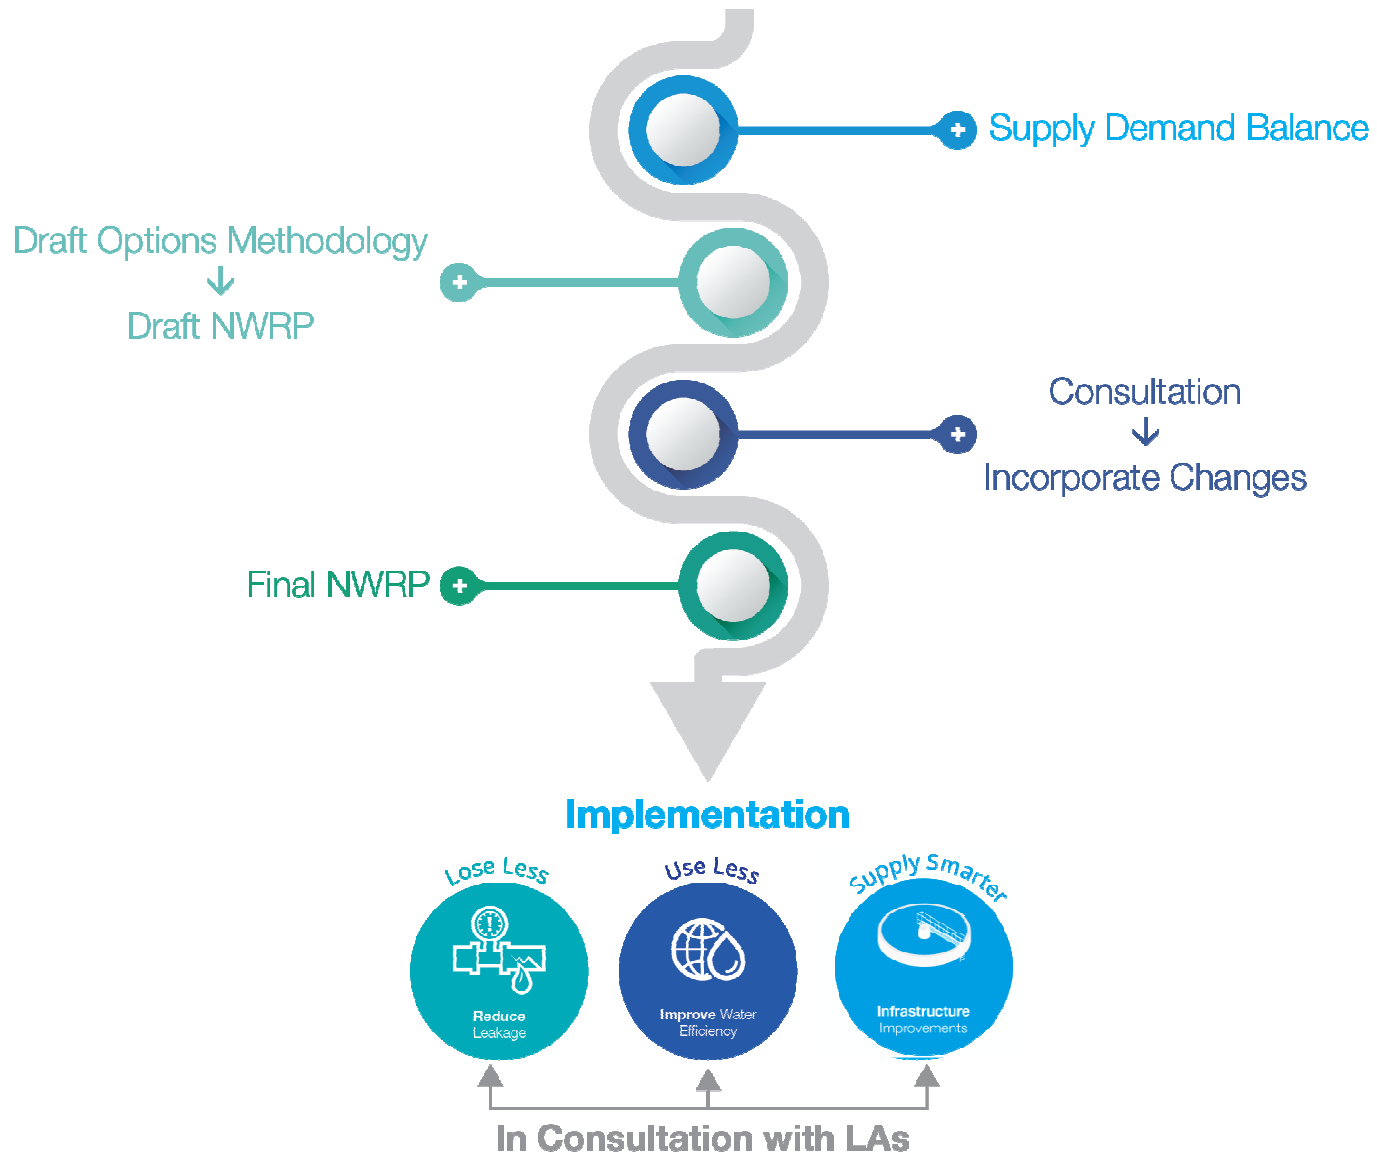 Supply Demand Balance
Draft Options Methodology
↓
Draft NWRP
Consultation
↓
Incorporate Changes
Final NWRP
Implementation
Lose Less
Reduce
Leakage
Use Less
Improve Water
Efficiency
Supply Smarter
Infrastructure
Improvements
In Consultation with LAs